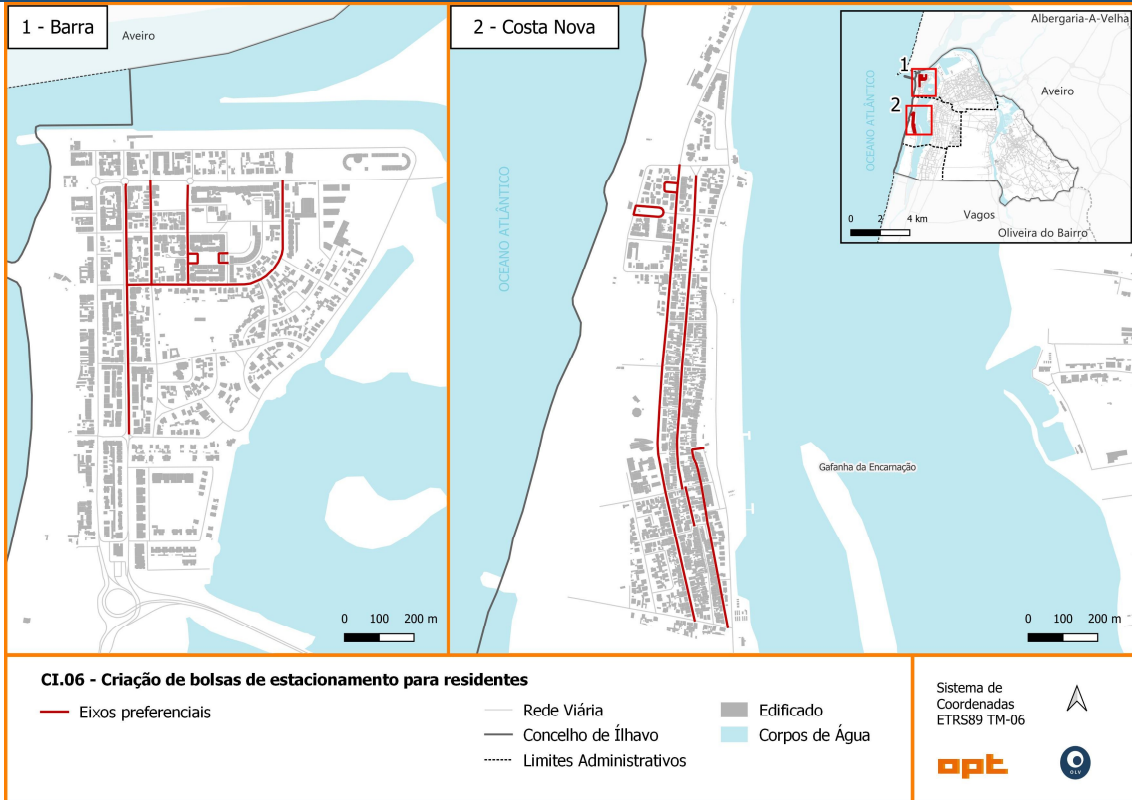 1 - Barra
Aveiro
0 100 200 m
2 - Costa Nova
OCEANO ATLÂNTICO
Gafanha da Encarnação
0 100 200 m
Albergaria-A-Velha
1
Aveiro
2
OCEANO ATLÂNTICO
Vagos
Oliveira do Bairro
0 2 4 km
CI.06 - Criação de bolsas de estacionamento para residentes
Eixos preferenciais
Rede Viária
Concelho de Ílhavo
Limites Administrativos
Edificado
Corpos de Água
Sistema de
Coordenadas
ETRS89 TM-06
opt
OLV